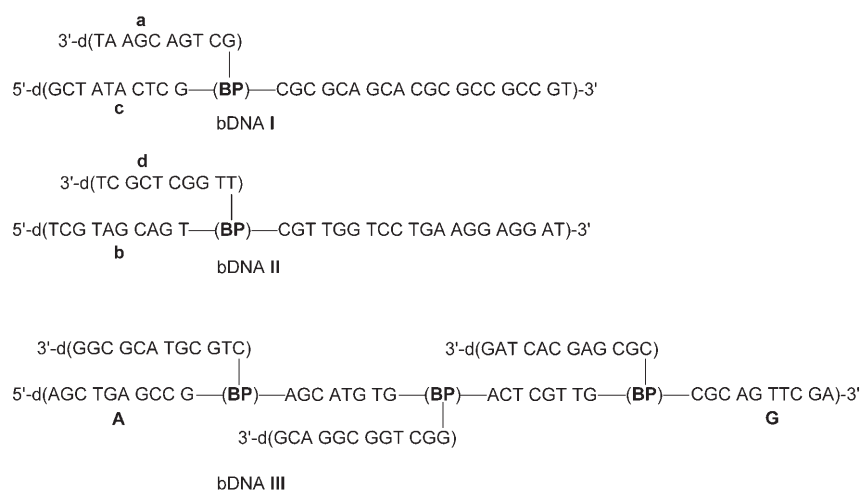 a
3'-d(TA AGC AGT CG)
5'-d(GCT ATA CTC G—(BP)—CGC GCA GCA CGC GCC GCC GT)-3'
c
bDNA I
d
3'-d(TC GCT CGG TT)
5'-d(TCG TAG CAG T—(BP)—CGT TGG TCC TGA AGG AGG AT)-3'
b
bDNA II
3'-d(GGC GCA TGC GTC) 3'-d(GAT CAC GAG CGC)
5'-d(AGC TGA GCC G—(BP)—AGC ATG TG—(BP)—ACT CGT TG—(BP)—CGC AG TTC GA)-3'
A G
3'-d(GCA GGC GGT CGG)
bDNA III